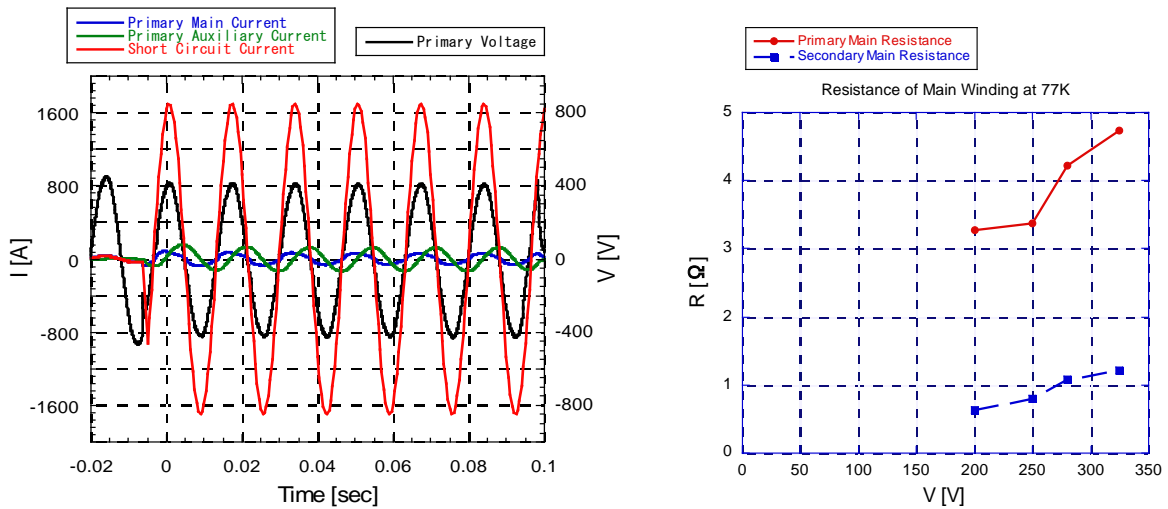 Primary Main Current
Primary Auxiliary Current
Short Circuit Current
Primary Voltage
1600
800
0
-800
-1600
I [A]
800
400
0
-400
-800
V [V]
-0.02 0 0.02 0.04 0.06 0.08 0.1
Time [sec]
Primary Main Resistance
Secondary Main Resistance
Resistance of Main Winding at 77K
5
4
3
2
1
0
R [Ω]
0 50 100 150 200 250 300 350
V [V]